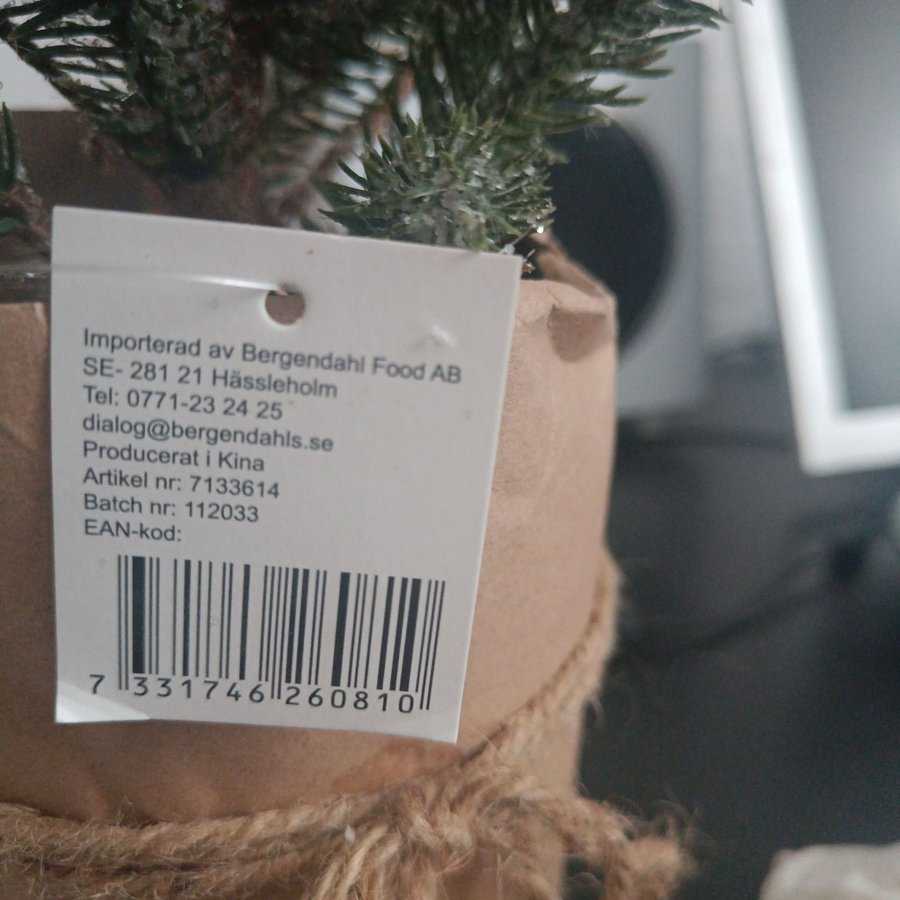 Importerad av Bergendahl Food AB
SE- 281 21 Hässleholm
Tel: 0771-23 24 25
dialog@bergendahls.se
Producerat i Kina
Artikel nr: 7133614
Batch nr: 112033
EAN-kod:
7 331746 260810